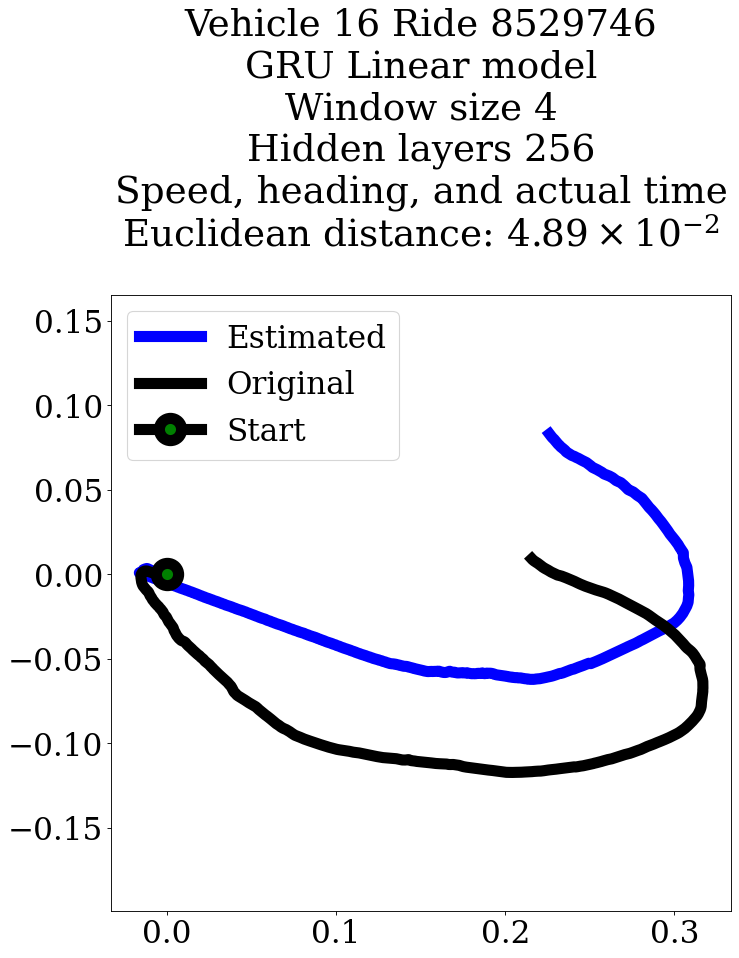 Vehicle 16 Ride 8529746
GRU Linear model
Window size 4
Hidden layers 256
Speed, heading, and actual time
Euclidean distance: 4.89 × 10⁻²
Estimated
Original
Start
0.15
0.10
0.05
0.00
−0.05
−0.10
−0.15
0.0 0.1 0.2 0.3